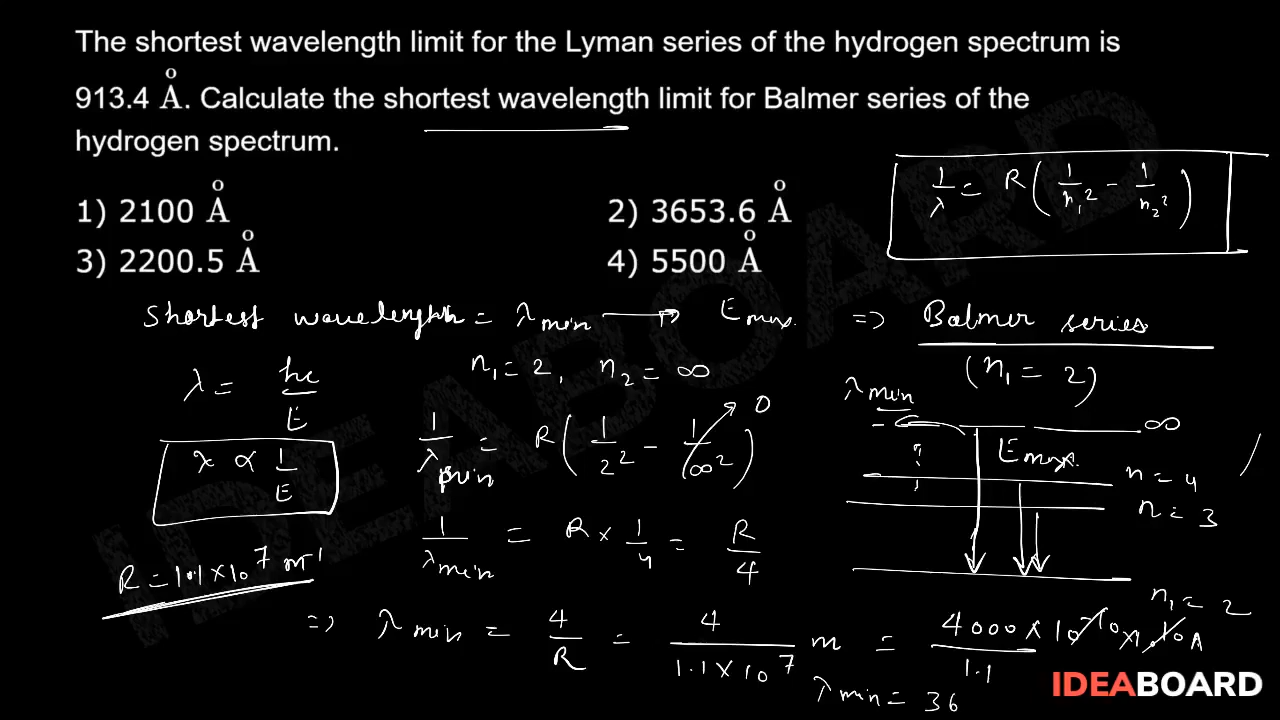 The shortest wavelength limit for the Lyman series of the hydrogen spectrum is
913.4 Å. Calculate the shortest wavelength limit for Balmer series of the
hydrogen spectrum.
1) 2100 Å 2) 3653.6 Å
3) 2200.5 Å 4) 5500 Å
1/λ = R(1/n₁² - 1/n₂²)
Shortest wavelength = λmin → Emax. => Balmer series
(n₁ = 2)
n₁ = 2, n₂ = ∞
λ = hc/E
λ ∝ 1/E
R = 1.1 × 10⁷ m⁻¹
1/λmin = R(1/2² - 1/∞²) 0
1/λmin = R × 1/4 = R/4
λmin
∞
Emax.
n = 4
n = 3
n₁ = 2
=> λmin = 4/R = 4/1.1 × 10⁷ m = 4000 × 10⁻¹⁰/1.1
λmin = 36
IDEABOARD
IDEABOARD